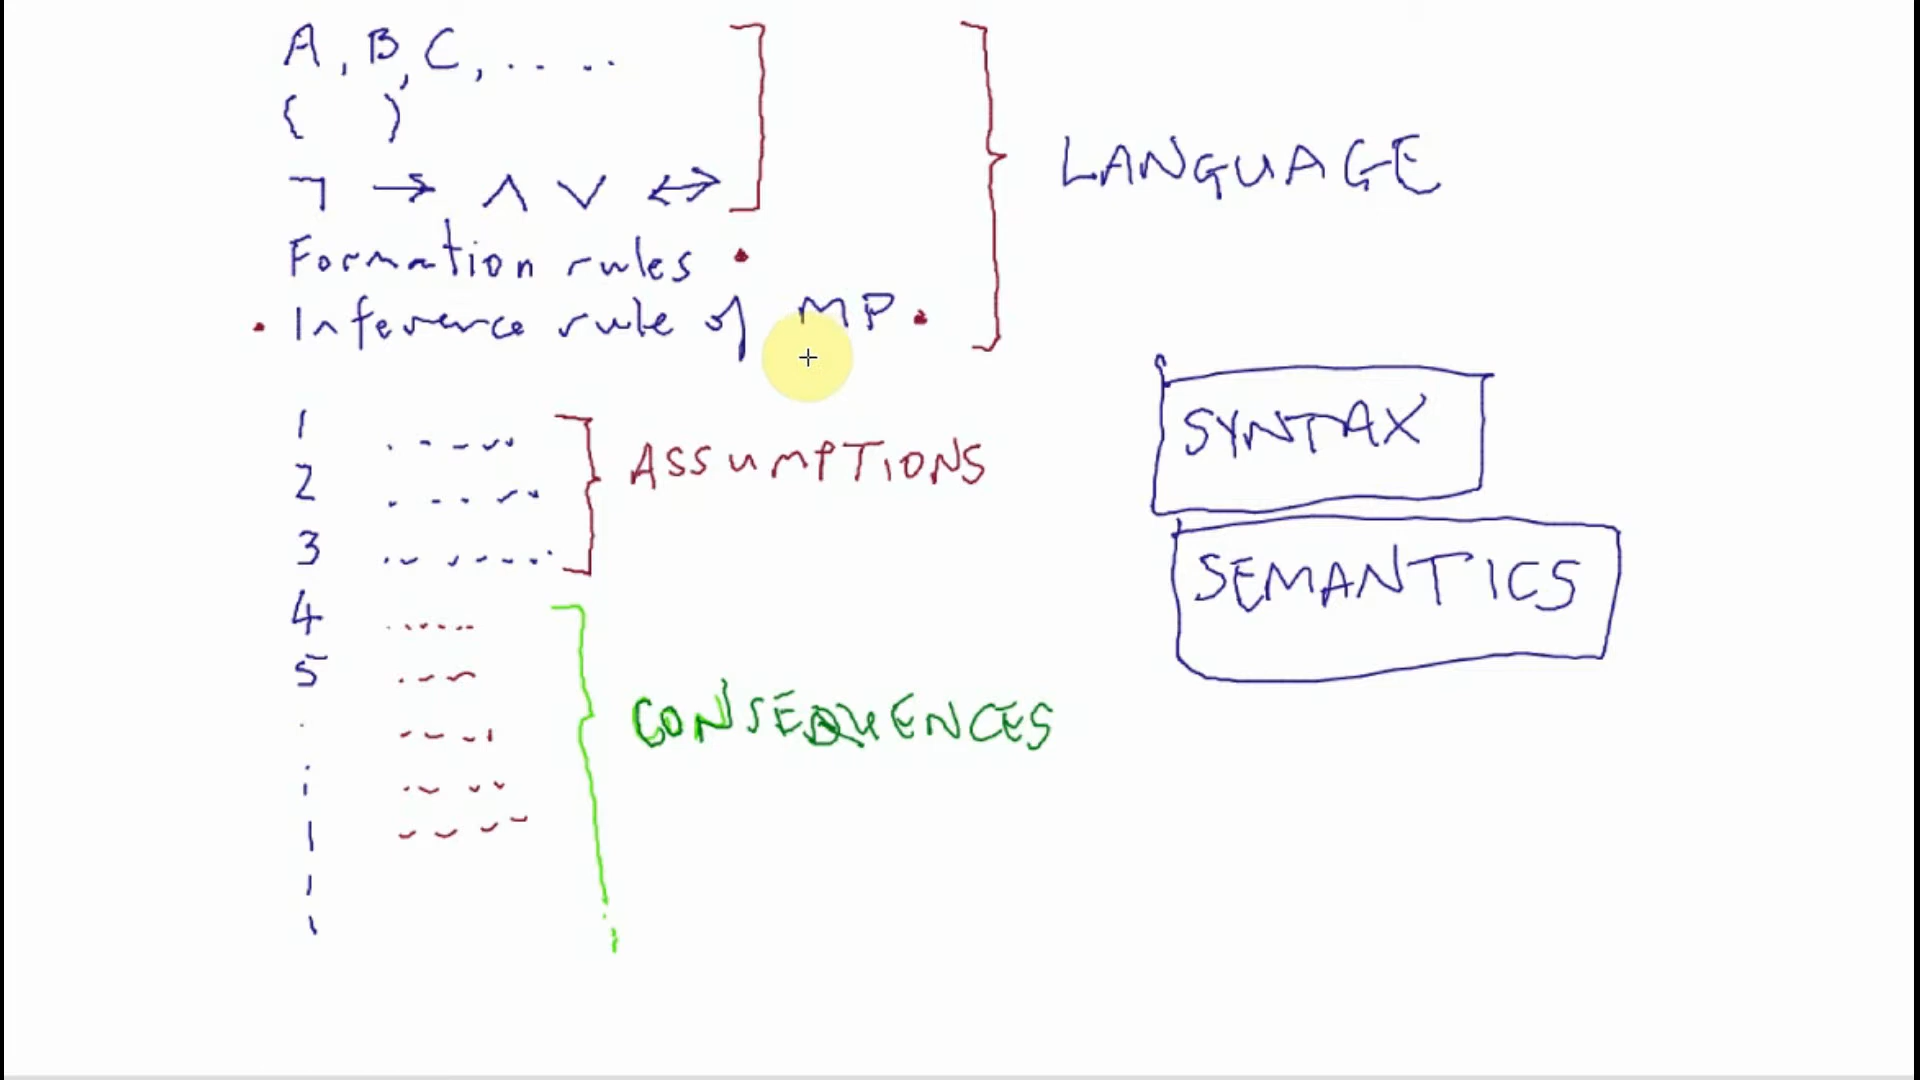 A, B, C, . . . .
( )
¬ → ∧ ∨ ↔
LANGUAGE
Formation rules •
• Inference rule of MP •
1
2
3
ASSUMPTIONS
4
5
CONSEQUENCES
SYNTAX
SEMANTICS